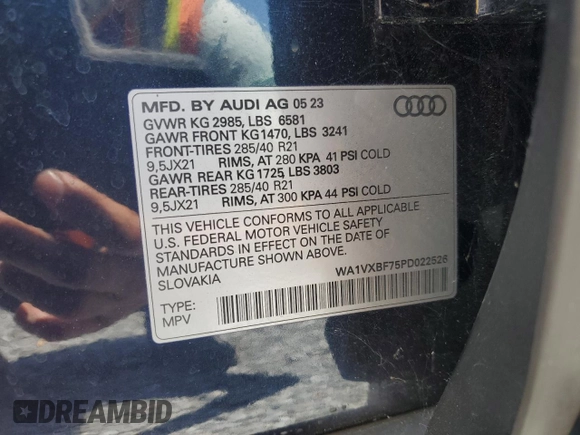 MFD. BY AUDI AG 05 23
GVWR KG 2985, LBS 6581
GAWR FRONT KG1470, LBS 3241
FRONT-TIRES 285/40 R21
9,5JX21 RIMS, AT 280 KPA 41 PSI COLD
GAWR REAR KG 1725, LBS 3803
REAR-TIRES 285/40 R21
9,5JX21 RIMS, AT 300 KPA 44 PSI COLD
THIS VEHICLE CONFORMS TO ALL APPLICABLE
U.S. FEDERAL MOTOR VEHICLE SAFETY
STANDARDS IN EFFECT ON THE DATE OF
MANUFACTURE SHOWN ABOVE.
SLOVAKIA WA1VXBF75PD022526
TYPE:
MPV
DREAMBID